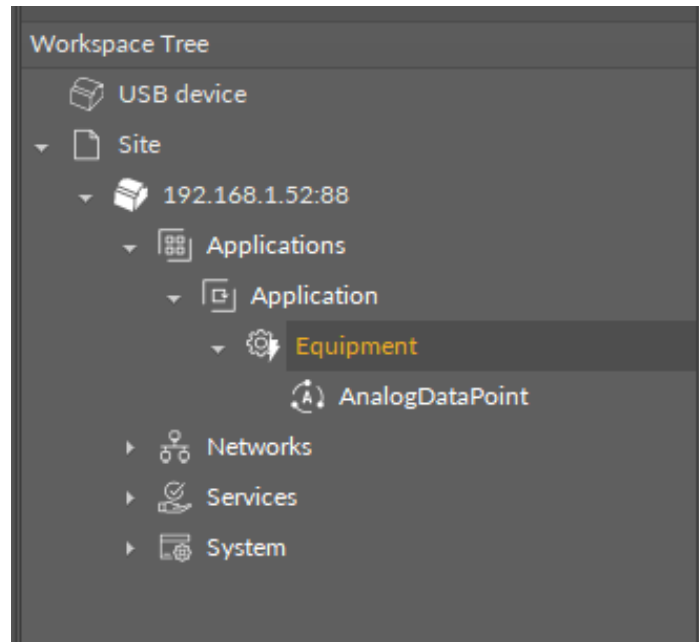 Workspace Tree
USB device
Site
192.168.1.52:88
Applications
Application
Equipment
AnalogDataPoint
Networks
Services
System